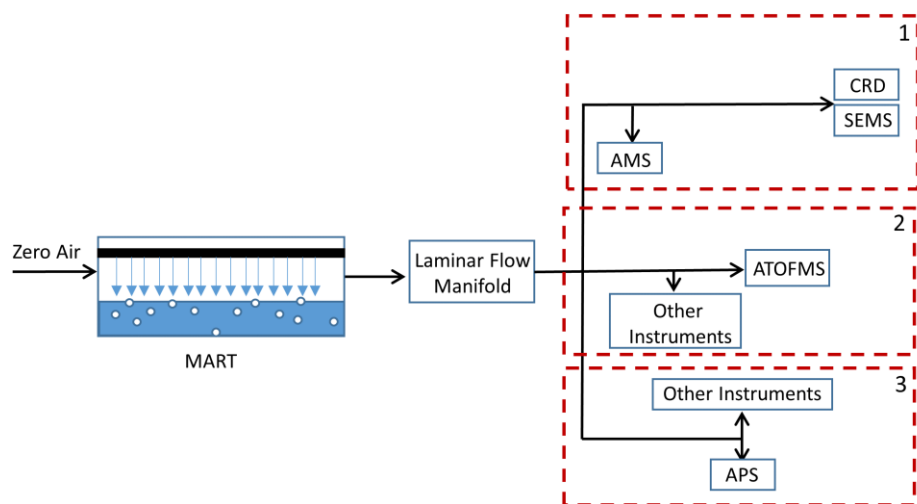 Zero Air
MART
Laminar Flow
Manifold
1
CRD
SEMS
AMS
2
ATOFMS
Other
Instruments
3
Other Instruments
APS